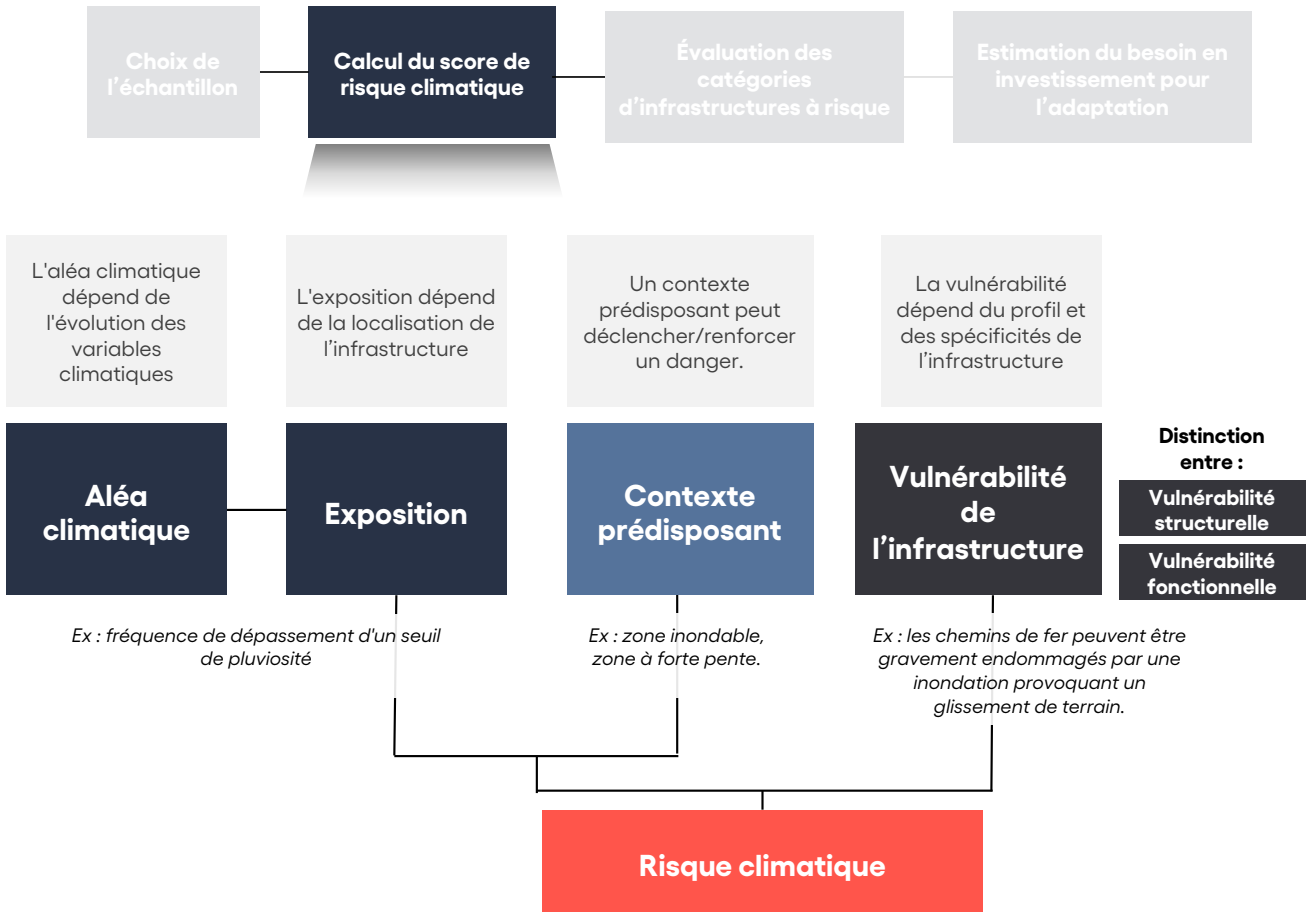 Choix de
l’échantillon
Calcul du score de
risque climatique
Évaluation des
catégories
d’infrastructures à risque
Estimation du besoin en
investissement pour
l’adaptation
L'aléa climatique
dépend de
l'évolution des
variables
climatiques
L'exposition dépend
de la localisation de
l’infrastructure
Un contexte
prédisposant peut
déclencher/renforcer
un danger.
La vulnérabilité
dépend du profil et
des spécificités de
l’infrastructure
Aléa
climatique
Exposition
Contexte
prédisposant
Vulnérabilité
de
l’infrastructure
Distinction
entre :
Vulnérabilité
structurelle
Vulnérabilité
fonctionnelle
Ex : fréquence de dépassement d'un seuil
de pluviosité
Ex : zone inondable,
zone à forte pente.
Ex : les chemins de fer peuvent être
gravement endommagés par une
inondation provoquant un
glissement de terrain.
Risque climatique